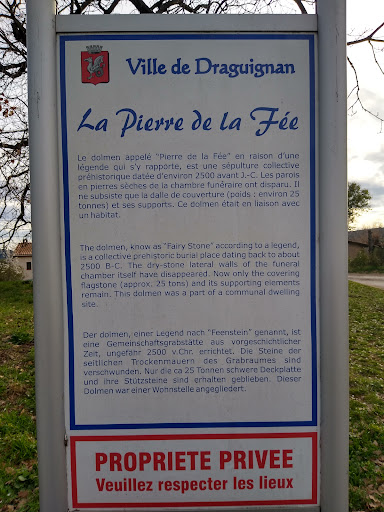 Ville de Draguignan
La Pierre de la Fée
Le dolmen appelé "Pierre de la Fée" en raison d'une
légende qui s'y rapporte, est une sépulture collective
préhistorique datée d'environ 2500 avant J.-C. Les parois
en pierres sèches de la chambre funéraire ont disparu. Il
ne subsiste que la dalle de couverture (poids : environ 25
tonnes) et ses supports. Ce dolmen était en liaison avec
un habitat.
The dolmen, know as "Fairy Stone" according to a legend,
is a collective prehistoric burial place dating back to about
2500 B-C. The dry-stone lateral walls of the funeral
chamber itself have disappeared. Now only the covering
flagstone (approx. 25 tons) and its supporting elements
remain. This dolmen was a part of a communal dwelling
site.
Der dolmen, einer Legend nach "Feenstein" genannt, ist
eine Gemeinschaftsgrabstätte aus vorgeschichtlicher
Zeit, ungefähr 2500 v.Chr. errichtet. Die Steine der
seitlichen Trockenmauern des Grabraumes sind
verschwunden. Nur die ca 25 Tonnen schwere Deckplatte
und ihre Stützsteine sind erhalten geblieben. Dieser
Dolmen war einer Wohnstelle angegliedert.
PROPRIETE PRIVEE
Veuillez respecter les lieux